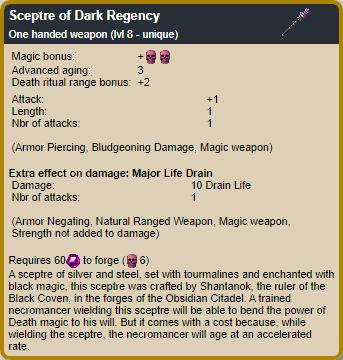 Sceptre of Dark Regency
One handed weapon (lvl 8 - unique)
Magic bonus: +
Advanced aging: 3
Death ritual range bonus: +2
Attack: +1
Length: 1
Nbr of attacks: 1
(Armor Piercing, Bludgeoning Damage, Magic weapon)
Extra effect on damage: Major Life Drain
Damage: 10 Drain Life
Nbr of attacks: 1
(Armor Negating, Natural Ranged Weapon, Magic weapon,
Strength not added to damage)
Requires 60 to forge ( 6)
A sceptre of silver and steel, set with tourmalines and enchanted with
black magic, this sceptre was crafted by Shantanok, the ruler of the
Black Coven, in the forges of the Obsidian Citadel. A trained
necromancer wielding this sceptre will be able to bend the power of
Death magic to his will. But it comes with a cost because, while
wielding the sceptre, the necromancer will age at an accelerated
rate.